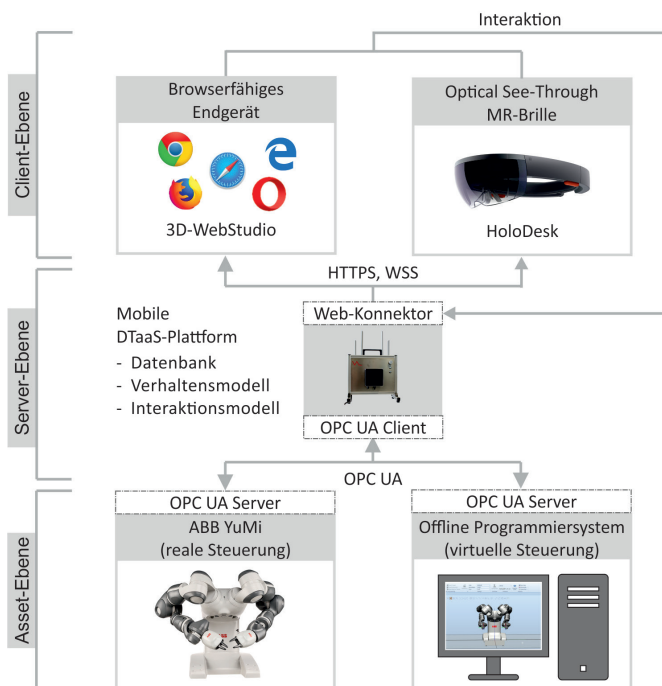 Interaktion
Client-Ebene
Browserfähiges
Endgerät
3D-WebStudio
Optical See-Through
MR-Brille
HoloDesk
HTTPS, WSS
Server-Ebene
Mobile
DTaaS-Plattform
- Datenbank
- Verhaltensmodell
- Interaktionsmodell
Web-Konnektor
OPC UA Client
OPC UA
Asset-Ebene
OPC UA Server
ABB YuMi
(reale Steuerung)
OPC UA Server
Offline Programmiersystem
(virtuelle Steuerung)